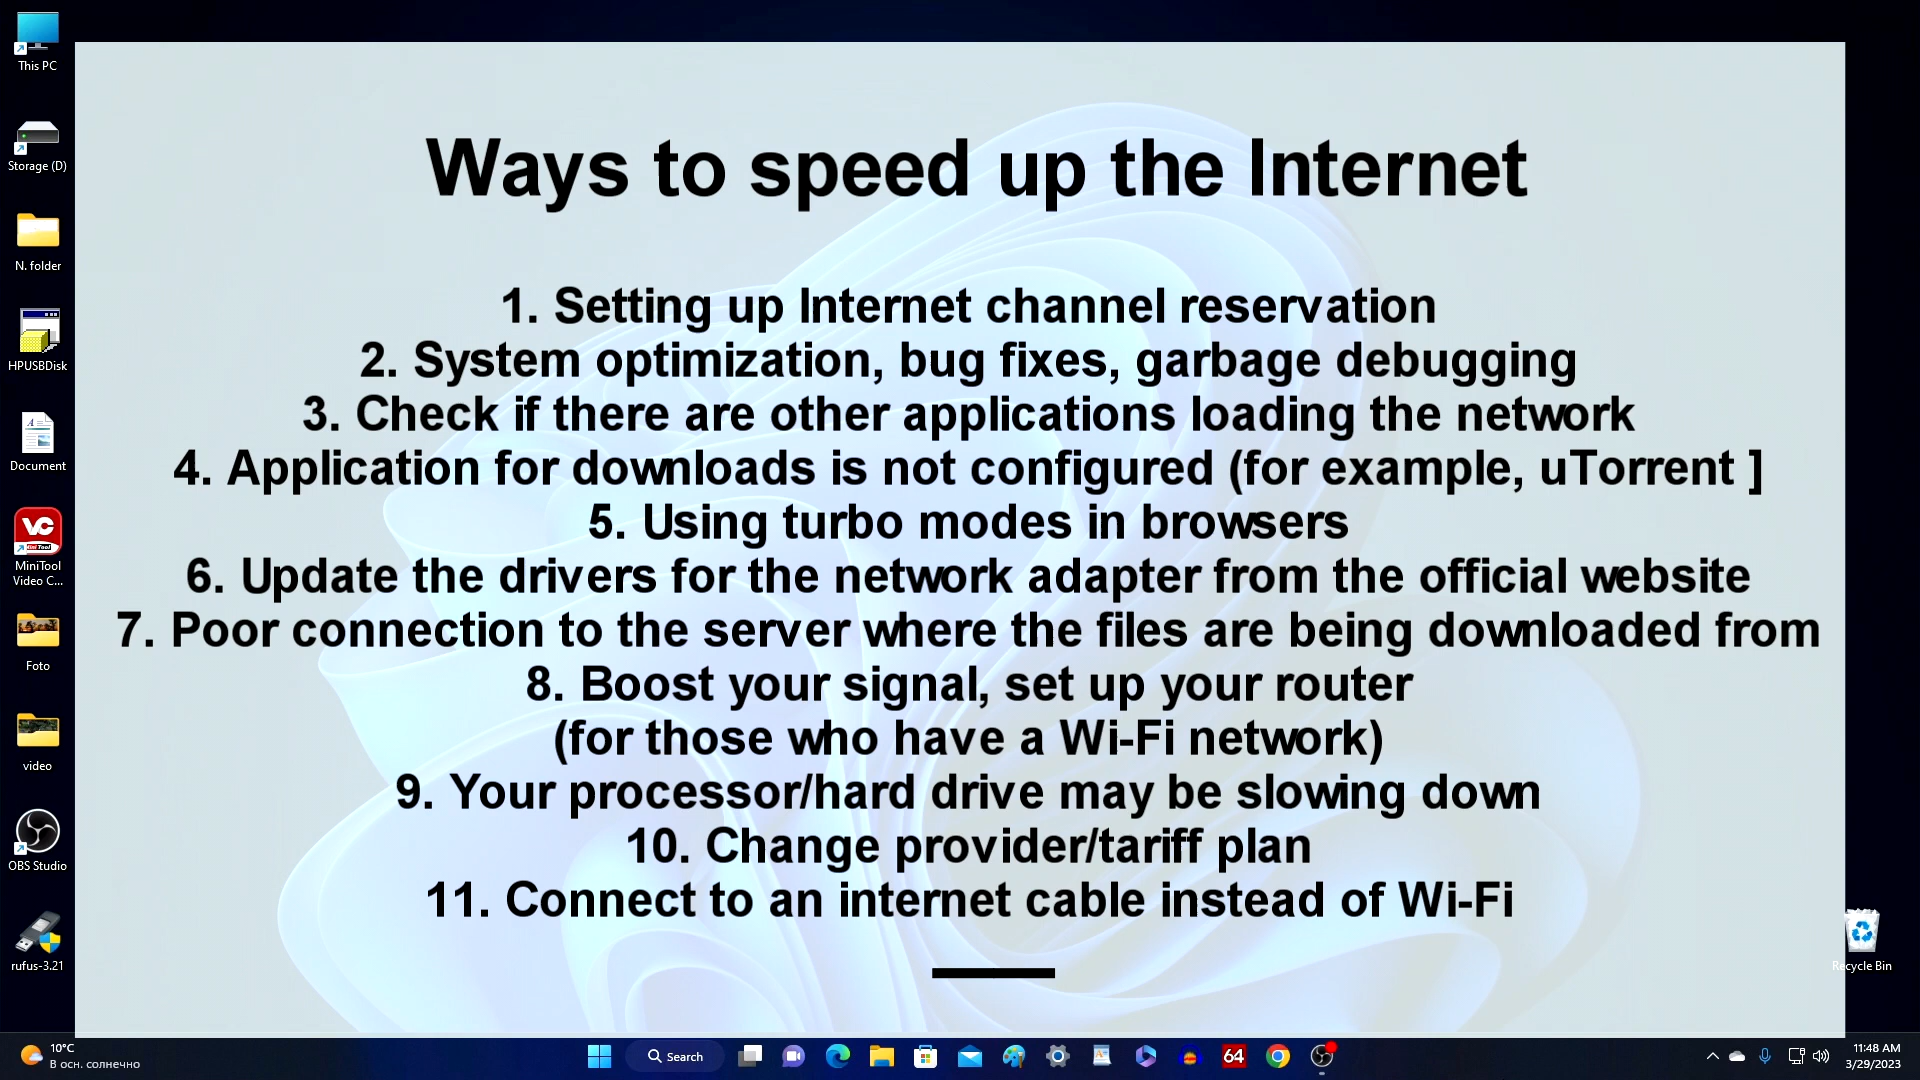 This PC
Storage (D)
N. folder
HPUSBDisk
Document
VC
MiniTool
MiniTool
Video C...
Foto
video
OBS Studio
rufus-3.21
Ways to speed up the Internet
1. Setting up Internet channel reservation
2. System optimization, bug fixes, garbage debugging
3. Check if there are other applications loading the network
4. Application for downloads is not configured (for example, uTorrent ]
5. Using turbo modes in browsers
6. Update the drivers for the network adapter from the official website
7. Poor connection to the server where the files are being downloaded from
8. Boost your signal, set up your router
(for those who have a Wi-Fi network)
9. Your processor/hard drive may be slowing down
10. Change provider/tariff plan
11. Connect to an internet cable instead of Wi-Fi
Recycle Bin
10°C
В осн. солнечно
Search
64
11:48 AM
3/29/2023